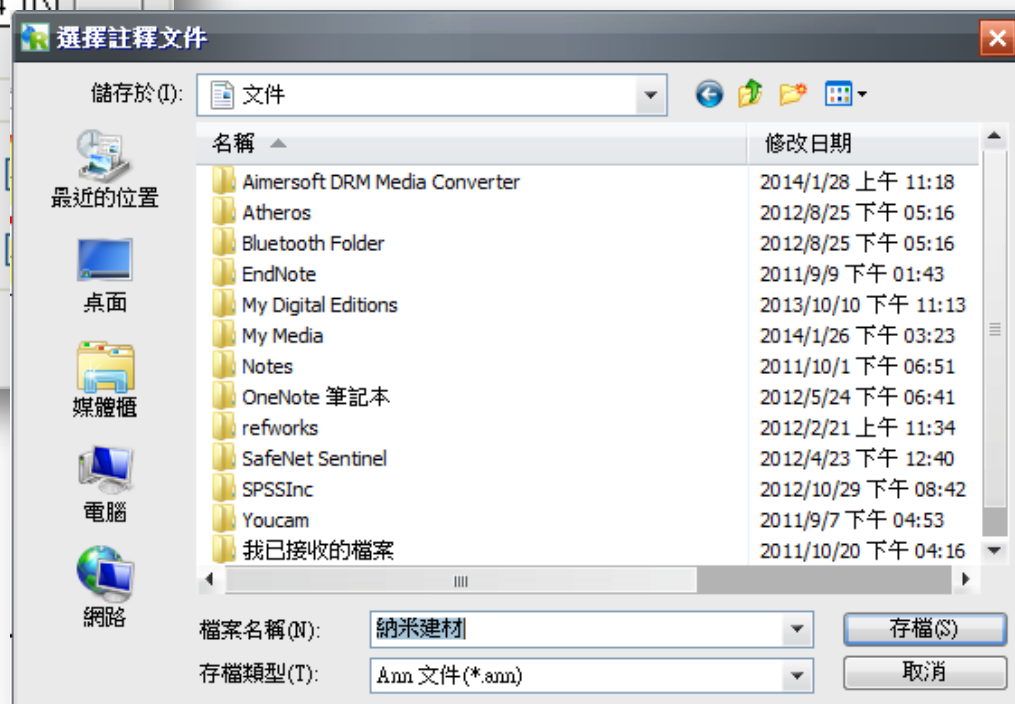 選擇註釋文件
儲存於(I): 文件
名稱 修改日期
最近的位置
桌面
媒體櫃
電腦
網路
Aimersoft DRM Media Converter 2014/1/28 上午 11:18
Atheros 2012/8/25 下午 05:16
Bluetooth Folder 2012/8/25 下午 05:16
EndNote 2011/9/9 下午 01:43
My Digital Editions 2013/10/10 下午 11:13
My Media 2014/1/26 下午 03:23
Notes 2011/10/1 下午 06:51
OneNote 筆記本 2012/5/24 下午 06:41
refworks 2012/2/21 上午 11:34
SafeNet Sentinel 2012/4/23 下午 12:40
SPSSInc 2012/10/29 下午 08:42
Youcam 2011/9/7 下午 04:53
我已接收的檔案 2011/10/20 下午 04:16
檔案名稱(N): 納米建材 存檔(S)
存檔類型(T): Ann 文件(*.ann) 取消